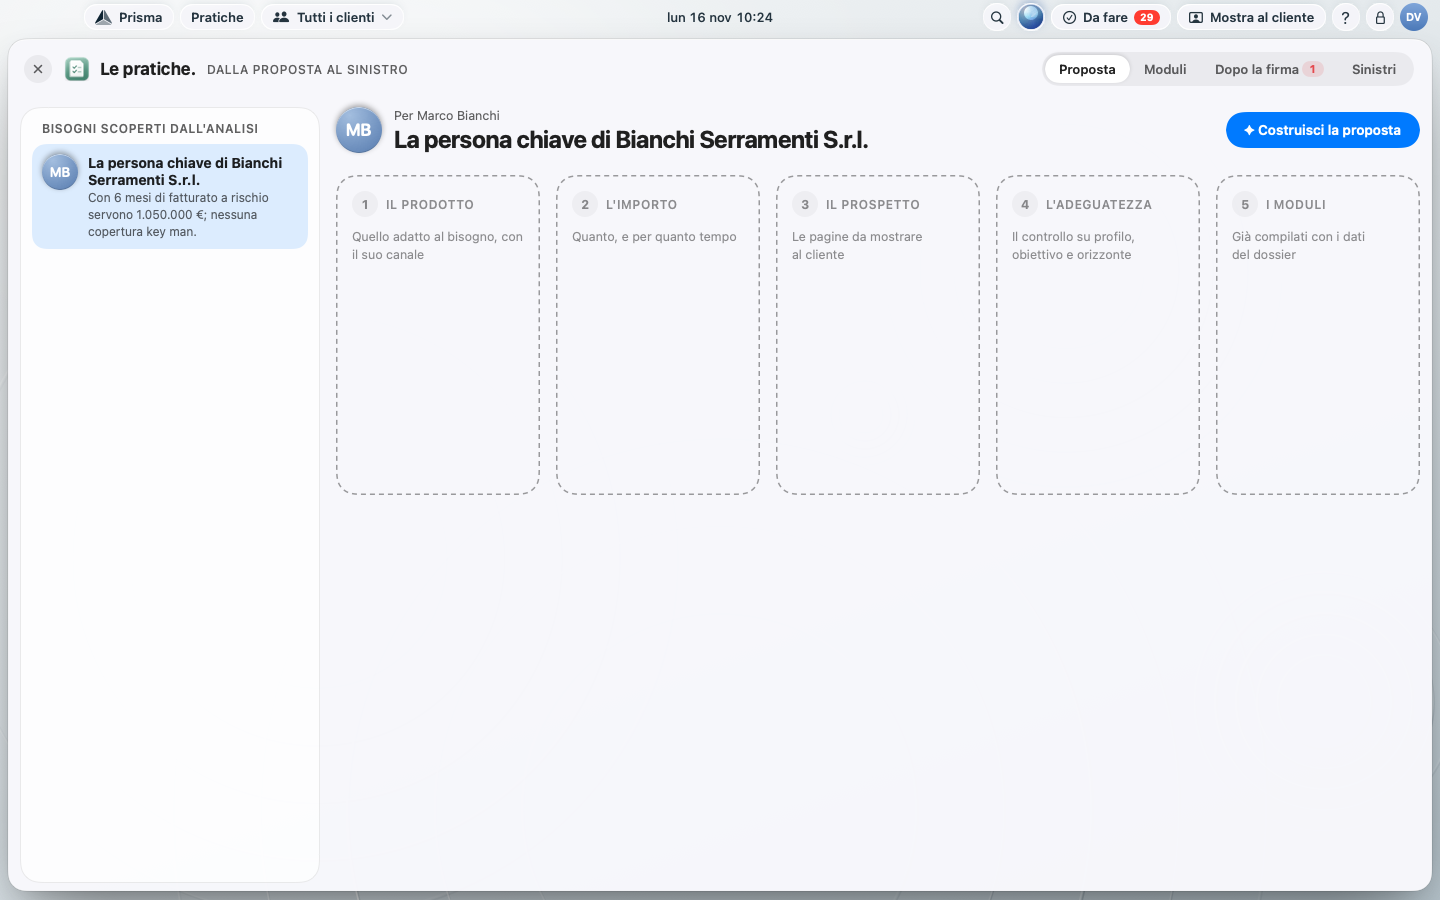 Prisma
Pratiche
Tutti i clienti
lun 16 nov 10:24
Da fare 29
Mostra al cliente
?
DV
Le pratiche. DALLA PROPOSTA AL SINISTRO
Proposta
Moduli
Dopo la firma 1
Sinistri
BISOGNI SCOPERTI DALL'ANALISI
MB
La persona chiave di Bianchi
Serramenti S.r.l.
Con 6 mesi di fatturato a rischio
servono 1.050.000 €; nessuna
copertura key man.
MB
Per Marco Bianchi
La persona chiave di Bianchi Serramenti S.r.l.
Costruisci la proposta
1 IL PRODOTTO
Quello adatto al bisogno, con
il suo canale
2 L'IMPORTO
Quanto, e per quanto tempo
3 IL PROSPETTO
Le pagine da mostrare
al cliente
4 L'ADEGUATEZZA
Il controllo su profilo,
obiettivo e orizzonte
5 I MODULI
Già compilati con i dati
del dossier